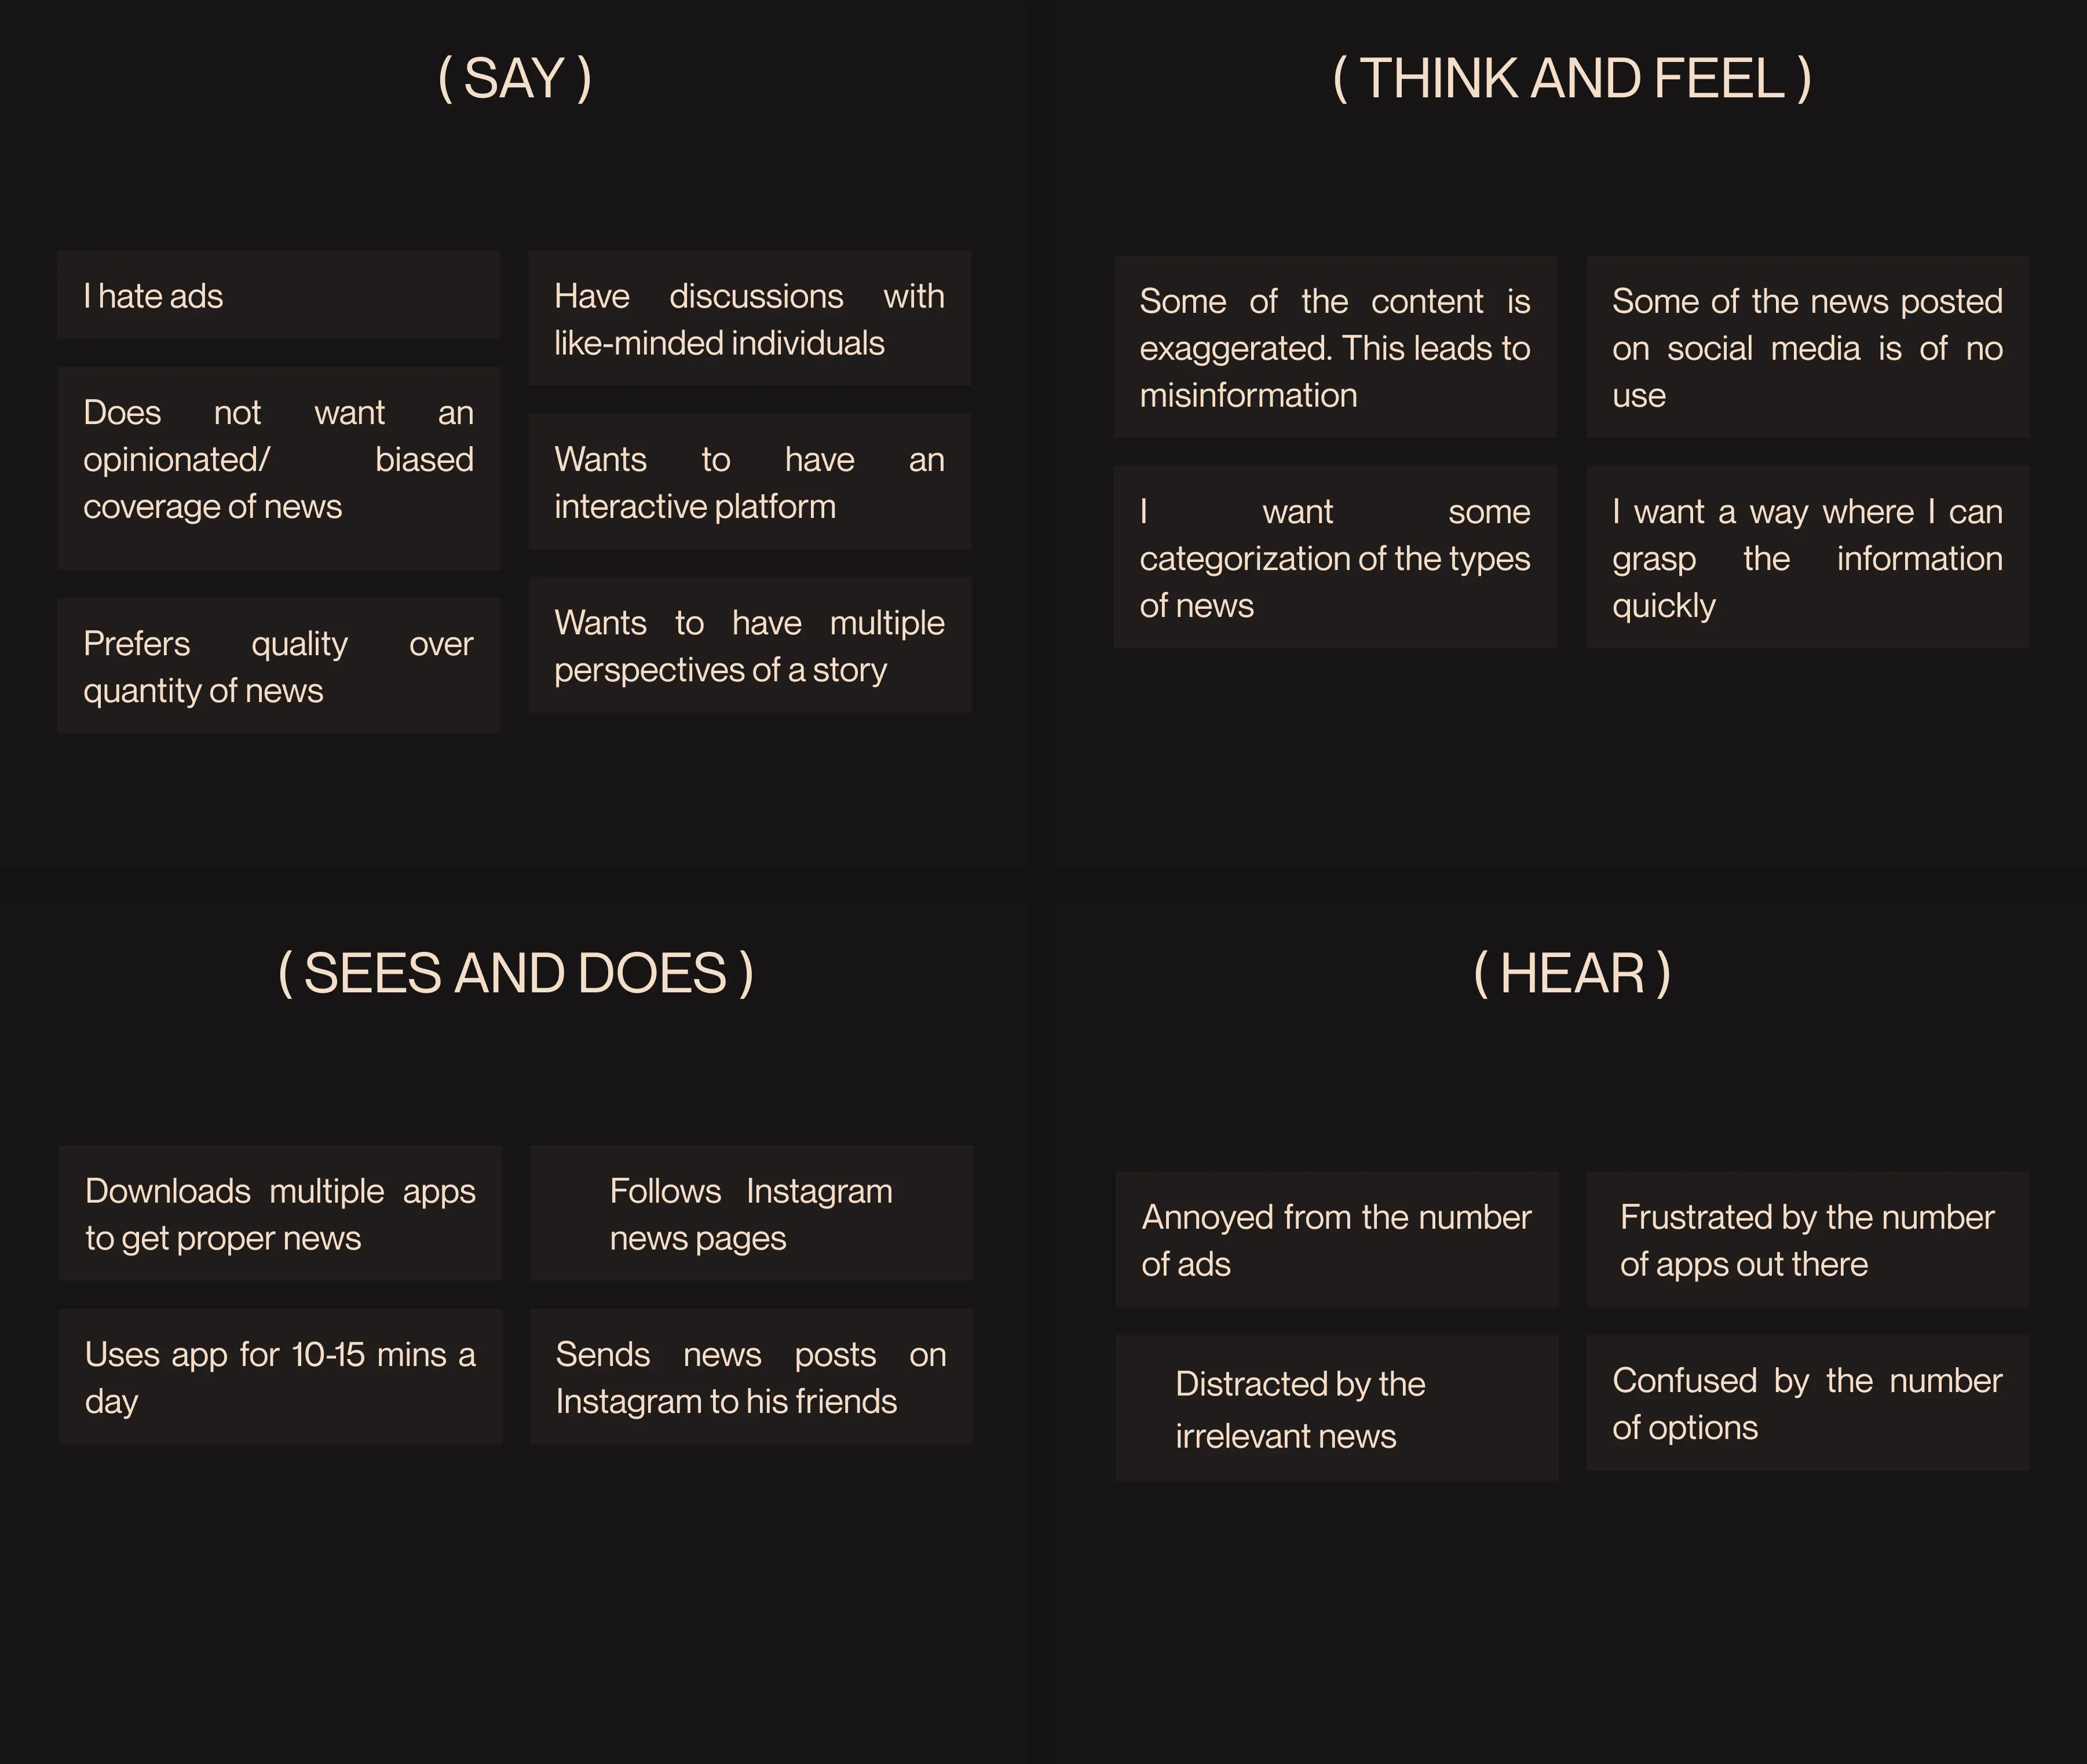 ( SAY )
I hate ads
Does not want an
opinionated/ biased
coverage of news
Prefers quality over
quantity of news
Have discussions with
like-minded individuals
Wants to have an
interactive platform
Wants to have multiple
perspectives of a story
( THINK AND FEEL )
Some of the content is
exaggerated. This leads to
misinformation
I want some
categorization of the types
of news
Some of the news posted
on social media is of no
use
I want a way where I can
grasp the information
quickly
( SEES AND DOES )
Downloads multiple apps
to get proper news
Uses app for 10-15 mins a
day
Follows Instagram
news pages
Sends news posts on
Instagram to his friends
( HEAR )
Annoyed from the number
of ads
Distracted by the
irrelevant news
Frustrated by the number
of apps out there
Confused by the number
of options